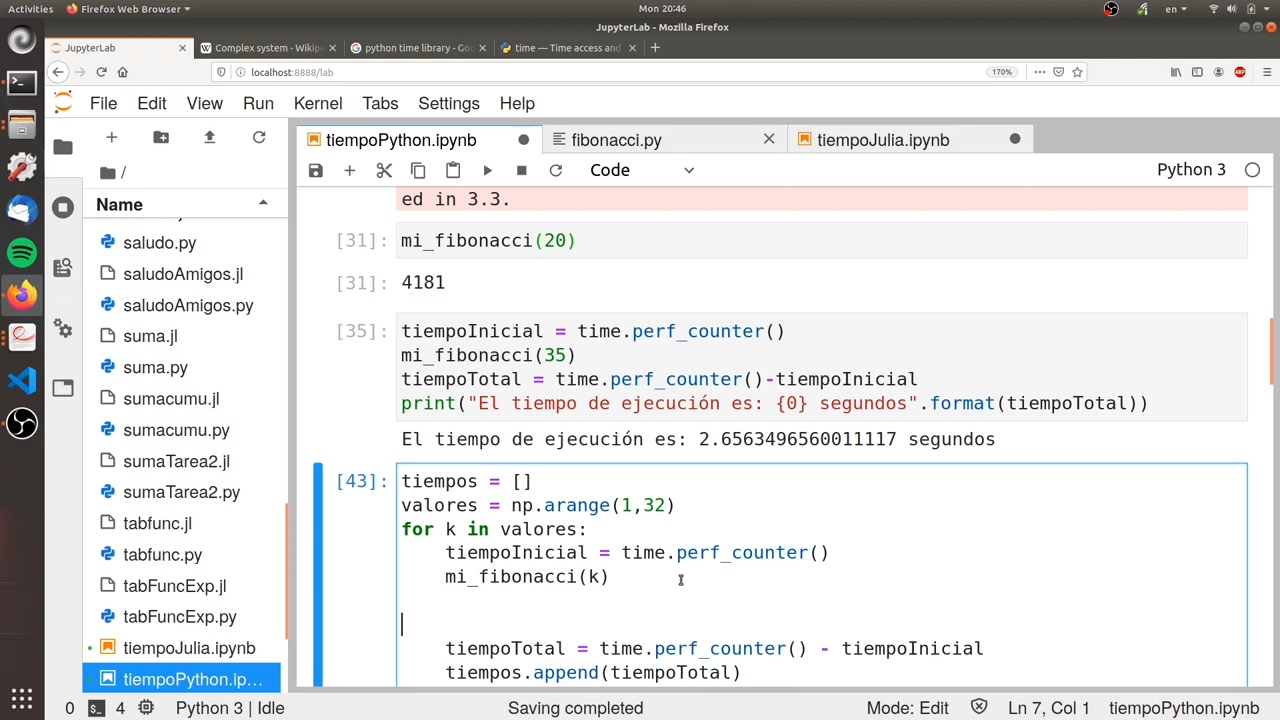 Activities
Firefox Web Browser
Mon 20:46
en
JupyterLab - Mozilla Firefox
JupyterLab
Complex system - Wikipe
python time library - Goo
time — Time access and
localhost:8888/lab
170%
ABP
File Edit View Run Kernel Tabs Settings Help
tiempoPython.ipynb
fibonacci.py
tiempoJulia.ipynb
Code
Python 3
/
Name
saludo.py
saludoAmigos.jl
saludoAmigos.py
suma.jl
suma.py
sumacumu.jl
sumacumu.py
sumaTarea2.jl
sumaTarea2.py
tabfunc.jl
tabfunc.py
tabFuncExp.jl
tabFuncExp.py
tiempoJulia.ipynb
tiempoPython.ip...
ed in 3.3.
[31]: mi_fibonacci(20)
[31]: 4181
[35]: tiempoInicial = time.perf_counter()
mi_fibonacci(35)
tiempoTotal = time.perf_counter()-tiempoInicial
print("El tiempo de ejecución es: {0} segundos".format(tiempoTotal))
El tiempo de ejecución es: 2.6563496560011117 segundos
[43]: tiempos = []
valores = np.arange(1,32)
for k in valores:
tiempoInicial = time.perf_counter()
mi_fibonacci(k)
tiempoTotal = time.perf_counter() - tiempoInicial
tiempos.append(tiempoTotal)
0 4 Python 3 | Idle
Saving completed
Mode: Edit
Ln 7, Col 1
tiempoPython.ipynb